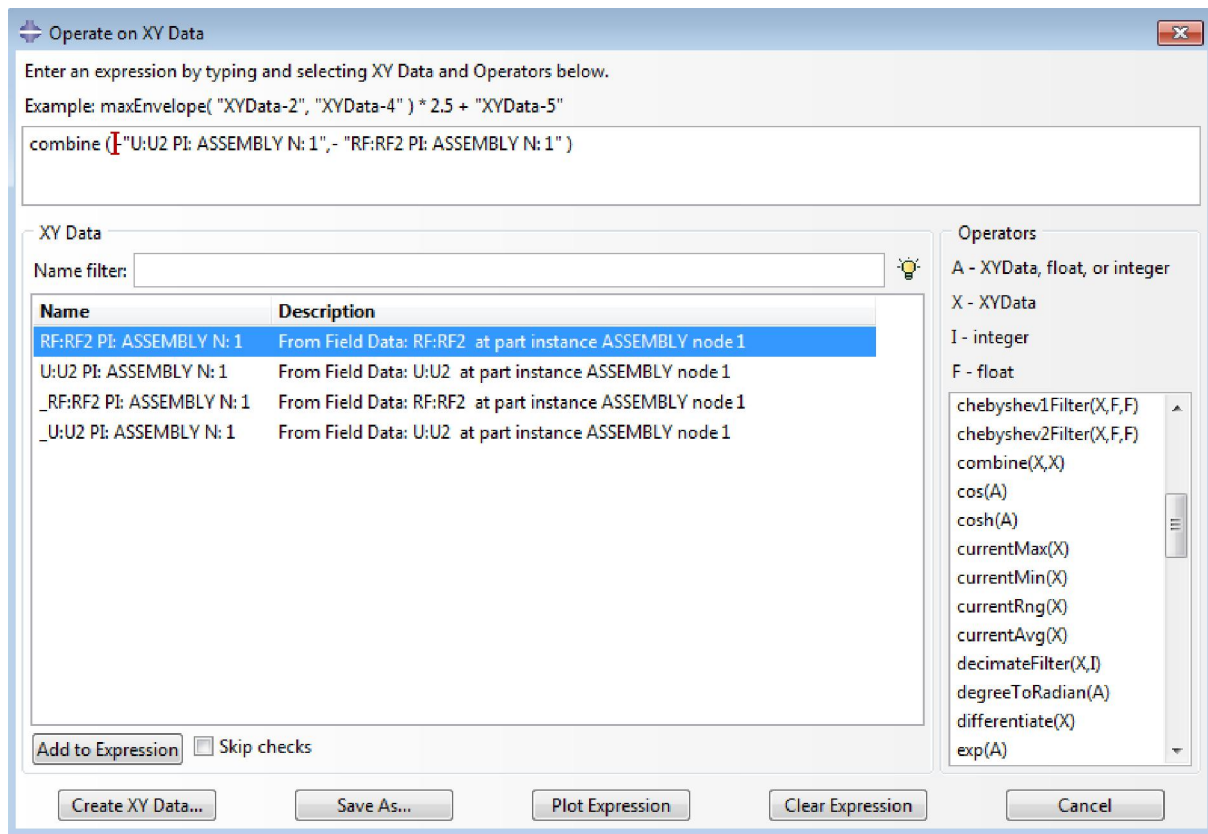 Operate on XY Data
Enter an expression by typing and selecting XY Data and Operators below.
Example: maxEnvelope( "XYData-2", "XYData-4" ) * 2.5 + "XYData-5"
combine (-"U:U2 PI: ASSEMBLY N: 1",- "RF:RF2 PI: ASSEMBLY N: 1" )
XY Data
Name filter:
Name Description
RF:RF2 PI: ASSEMBLY N: 1 From Field Data: RF:RF2 at part instance ASSEMBLY node 1
U:U2 PI: ASSEMBLY N: 1 From Field Data: U:U2 at part instance ASSEMBLY node 1
_RF:RF2 PI: ASSEMBLY N: 1 From Field Data: RF:RF2 at part instance ASSEMBLY node 1
_U:U2 PI: ASSEMBLY N: 1 From Field Data: U:U2 at part instance ASSEMBLY node 1
Add to Expression Skip checks
Operators
A - XYData, float, or integer
X - XYData
I - integer
F - float
chebyshev1Filter(X,F,F)
chebyshev2Filter(X,F,F)
combine(X,X)
cos(A)
cosh(A)
currentMax(X)
currentMin(X)
currentRng(X)
currentAvg(X)
decimateFilter(X,I)
degreeToRadian(A)
differentiate(X)
exp(A)
Create XY Data... Save As... Plot Expression Clear Expression Cancel